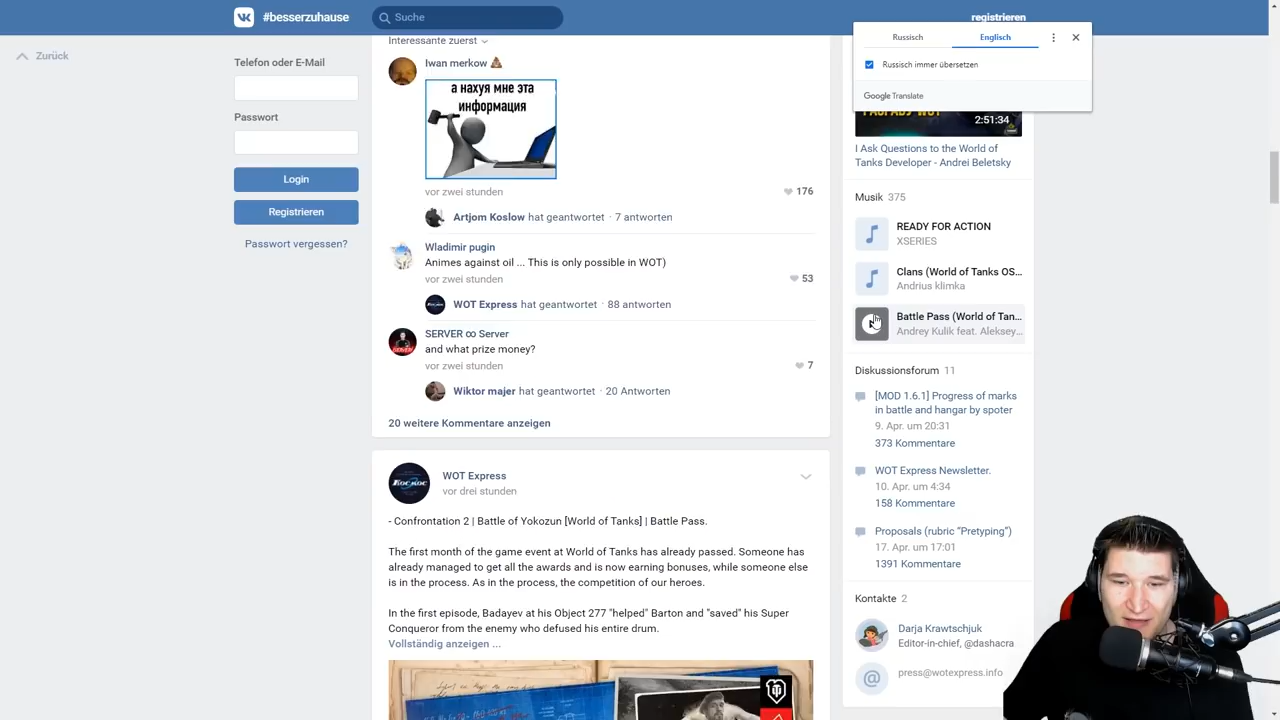 #besserzuhause
Suche
registrieren
Zurück
Telefon oder E-Mail
Passwort
Login
Registrieren
Passwort vergessen?
Interessante zuerst
Iwan merkow
а нахуя мне эта
информация
vor zwei stunden
176
Artjom Koslow hat geantwortet · 7 antworten
Wladimir pugin
Animes against oil ... This is only possible in WOT)
vor zwei stunden
53
WOT Express hat geantwortet · 88 antworten
SERVER ∞ Server
and what prize money?
vor zwei stunden
7
Wiktor majer hat geantwortet · 20 Antworten
20 weitere Kommentare anzeigen
WOT Express
vor drei stunden
- Confrontation 2 | Battle of Yokozun [World of Tanks] | Battle Pass.
The first month of the game event at World of Tanks has already passed. Someone has
already managed to get all the awards and is now earning bonuses, while someone else
is in the process. As in the process, the competition of our heroes.
In the first episode, Badayev at his Object 277 "helped" Barton and "saved" his Super
Conqueror from the enemy who defused his entire drum.
Vollständig anzeigen ...
Russisch
Englisch
Russisch immer übersetzen
Google Translate
2:51:34
I Ask Questions to the World of
Tanks Developer - Andrei Beletsky
Musik 375
READY FOR ACTION
XSERIES
Clans (World of Tanks OS...
Andrius klimka
Battle Pass (World of Tan...
Andrey Kulik feat. Aleksey...
Diskussionsforum 11
[MOD 1.6.1] Progress of marks
in battle and hangar by spoter
9. Apr. um 20:31
373 Kommentare
WOT Express Newsletter.
10. Apr. um 4:34
158 Kommentare
Proposals (rubric “Pretyping”)
17. Apr. um 17:01
1391 Kommentare
Kontakte 2
Darja Krawtschjuk
Editor-in-chief, @dashacra
press@wotexpress.info